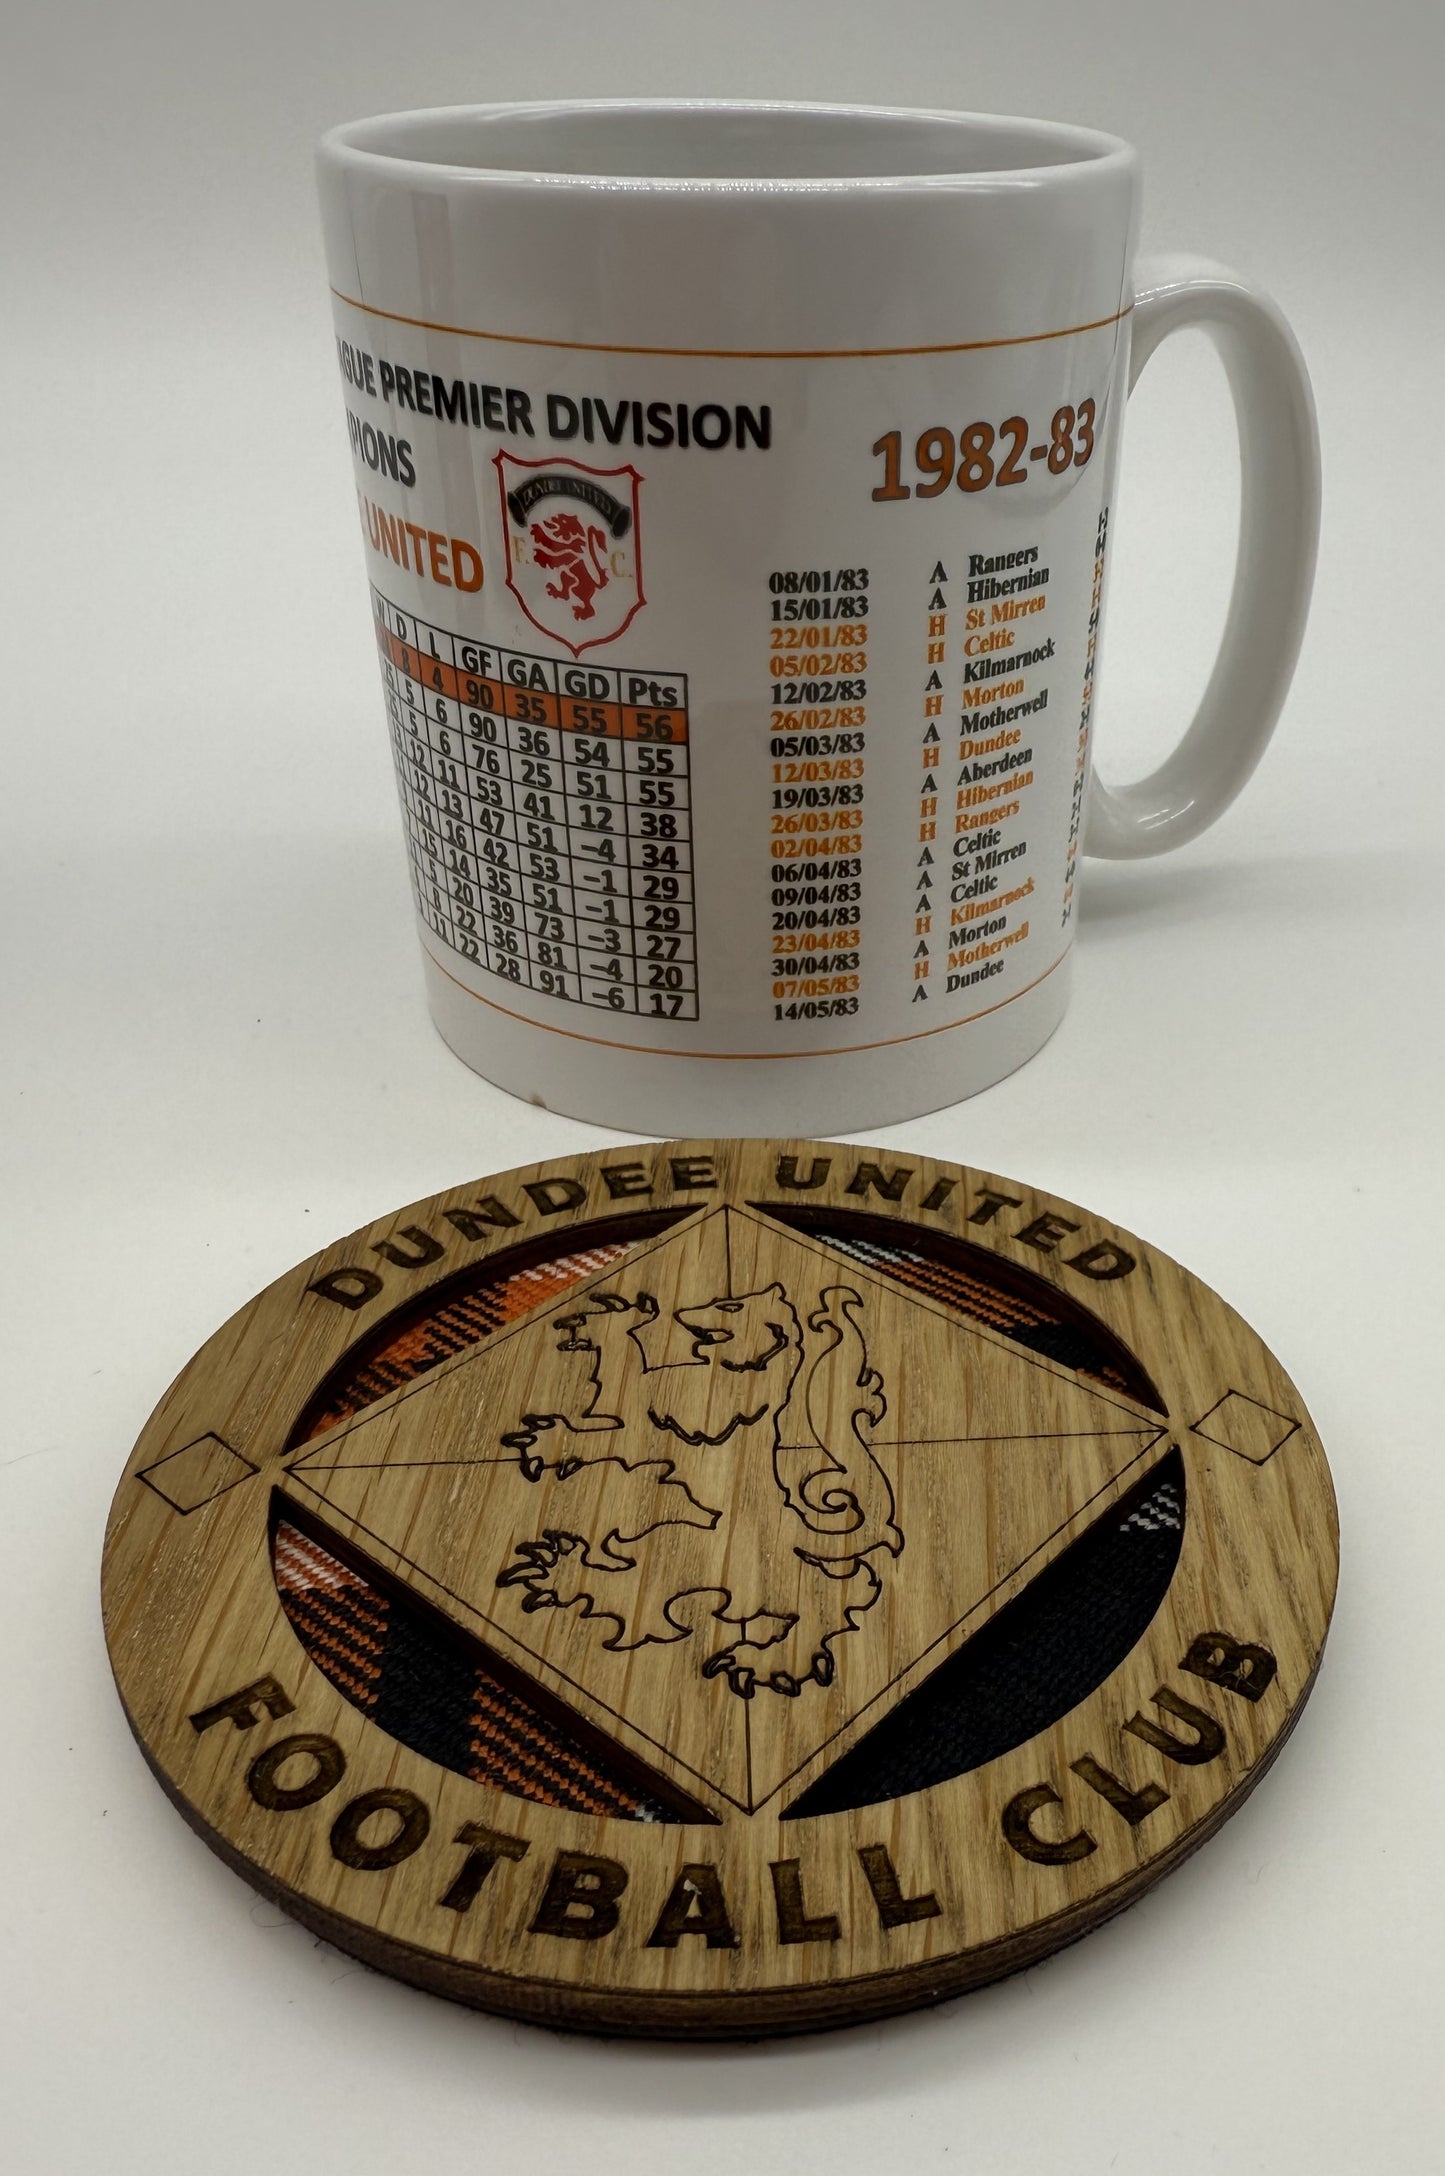 GUE PREMIER DIVISION
PIONS
UNITED
DUNDEE UNITED
F. C.
W D L GF GA GD Pts
8 4 90 35 55 56
5 6 90 36 54 55
5 6 76 25 51 55
12 11 53 41 12 38
12 13 47 51 –4 34
11 16 42 53 –1 29
15 14 35 51 –1 29
5 20 39 73 –3 27
8 22 36 81 –4 20
11 22 28 91 –6 17
1982-83
08/01/83 A Rangers
15/01/83 A Hibernian
22/01/83 H St Mirren
05/02/83 H Celtic
12/02/83 A Kilmarnock
26/02/83 H Morton
05/03/83 A Motherwell
12/03/83 H Dundee
19/03/83 A Aberdeen
26/03/83 H Hibernian
02/04/83 H Rangers
06/04/83 A Celtic
09/04/83 A St Mirren
20/04/83 A Celtic
23/04/83 H Kilmarnock
30/04/83 A Morton
07/05/83 H Motherwell
14/05/83 A Dundee
DUNDEE UNITED
FOOTBALL CLUB